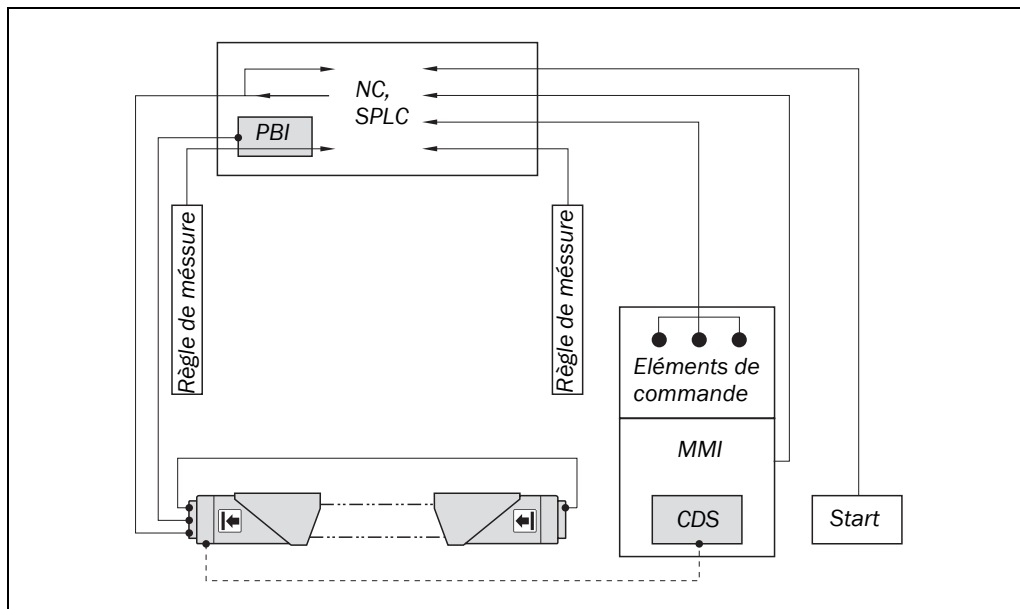 NC,
SPLC
PBI
Règle de méssure
Règle de méssure
Eléments de
commande
MMI
CDS
Start